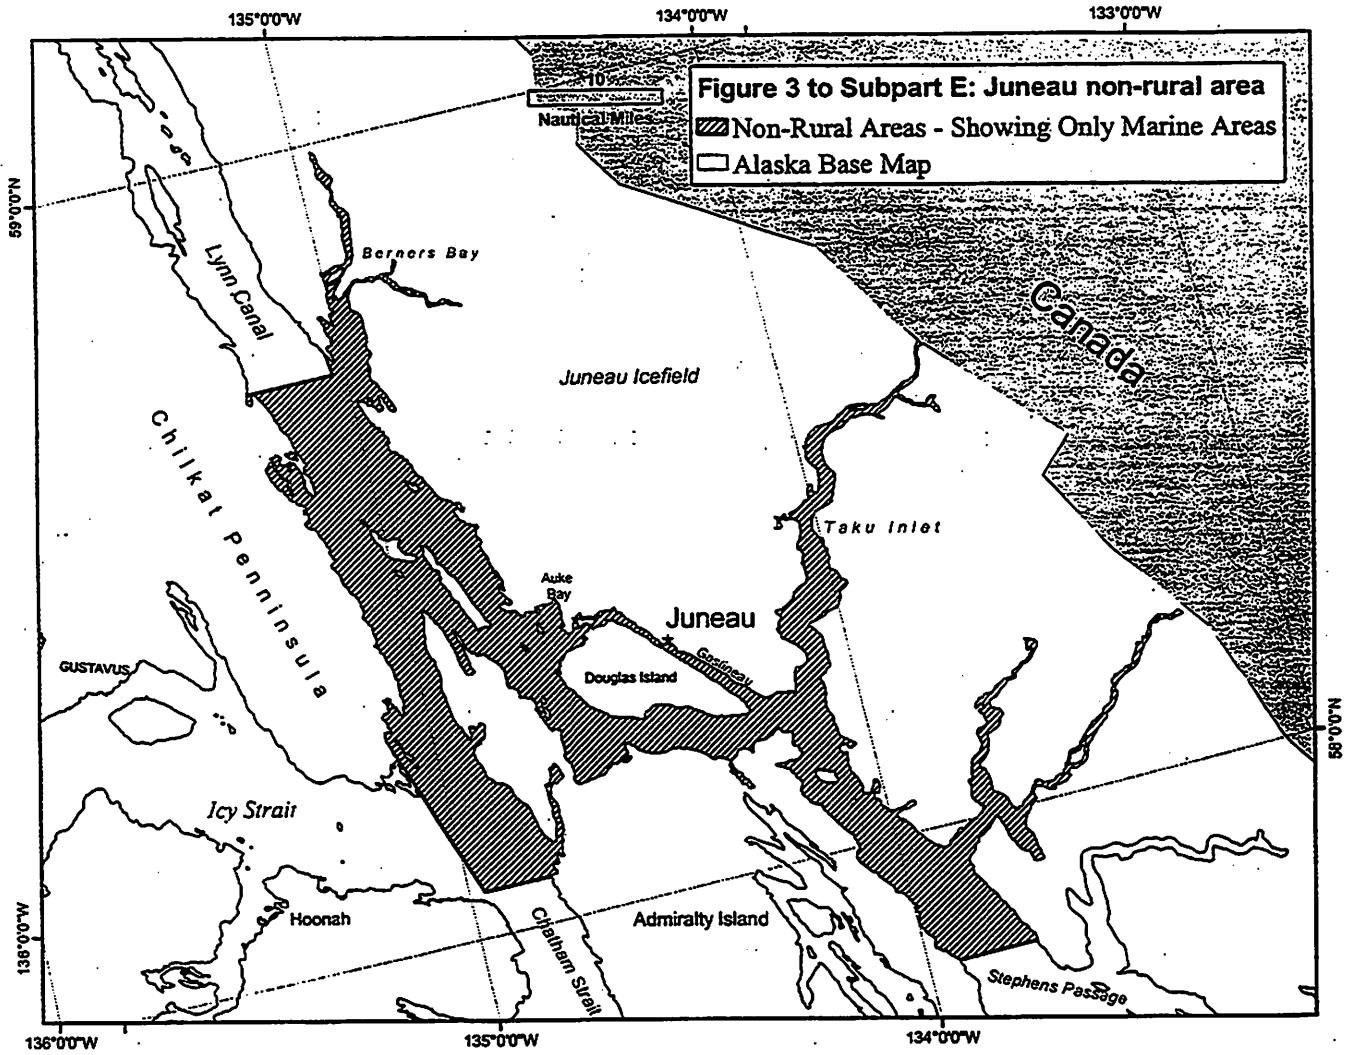 135°0'0"W
134°0'0"W
133°0'0"W
10
Nautical Miles
Figure 3 to Subpart E: Juneau non-rural area
Non-Rural Areas - Showing Only Marine Areas
Alaska Base Map
59°0'0"N
Berners Bay
Lynn Canal
Canada
Juneau Icefield
Chilkat Penninsula
Taku Inlet
Auke
Bay
Juneau
Gastineau
GUSTAVUS
Douglas Island
58°0'0"N
Icy Strait
Hoonah
Admiralty Island
Chatham Strait
Stephens Passage
136°0'0"W
136°0'0"W
135°0'0"W
134°0'0"W